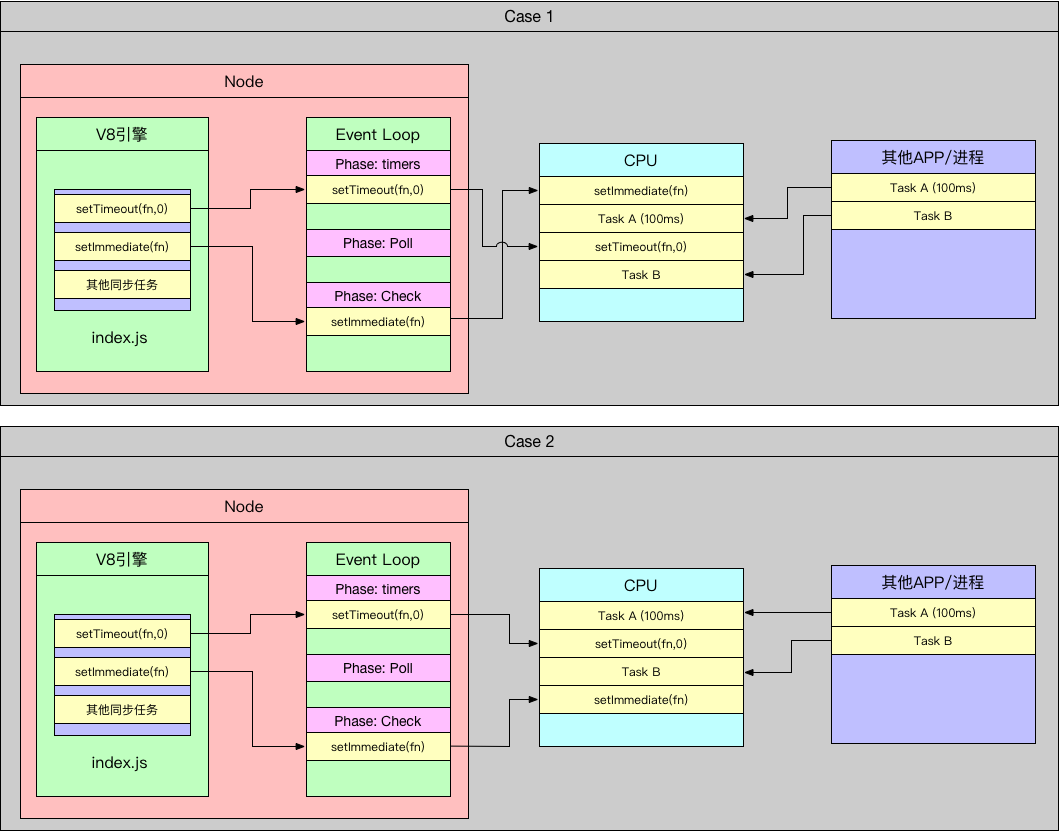 Case 1
Node
V8引擎
setTimeout(fn,0)
setImmediate(fn)
其他同步任务
index.js
Event Loop
Phase: timers
setTimeout(fn,0)
Phase: Poll
Phase: Check
setImmediate(fn)
CPU
setImmediate(fn)
Task A (100ms)
setTimeout(fn,0)
Task B
其他APP/进程
Task A (100ms)
Task B
Case 2
Node
V8引擎
setTimeout(fn,0)
setImmediate(fn)
其他同步任务
index.js
Event Loop
Phase: timers
setTimeout(fn,0)
Phase: Poll
Phase: Check
setImmediate(fn)
CPU
Task A (100ms)
setTimeout(fn,0)
Task B
setImmediate(fn)
其他APP/进程
Task A (100ms)
Task B